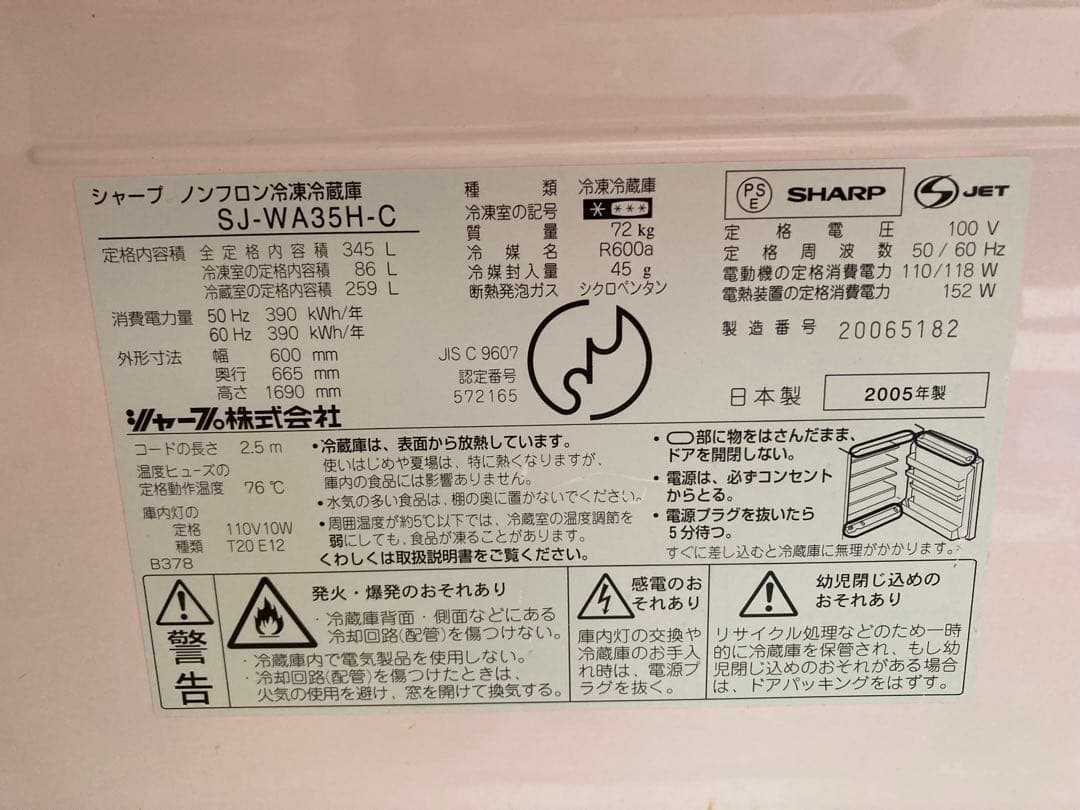 シャープ ノンフロン冷凍冷蔵庫
SJ-WA35H-C
定格内容積 全定格内容積 345 L
冷凍室の定格内容積 86 L
冷蔵室の定格内容積 259 L
消費電力量 50 Hz 390 kWh/年
60 Hz 390 kWh/年
外形寸法 幅 600 mm
奥行 665 mm
高さ 1690 mm
シャープ株式会社
種類 冷凍冷蔵庫
冷凍室の記号 * ***
質量 72 kg
冷媒名 R600a
冷媒封入量 45 g
断熱発泡ガス シクロペンタン
JIS C 9607
認定番号
572165
PS
E
SHARP
S JET
定格電圧 100 V
定格周波数 50/60 Hz
電動機の定格消費電力 110/118 W
電熱装置の定格消費電力 152 W
製造番号 20065182
日本製 2005年製
コードの長さ 2.5 m
温度ヒューズの
定格動作温度 76℃
庫内灯の
定格 110V10W
種類 T20 E12
B378
・冷蔵庫は、表面から放熱しています。
使いはじめや夏場は、特に熱くなりますが、
庫内の食品には影響ありません。
・水気の多い食品は、棚の奥に置かないでください。
・周囲温度が約5℃以下では、冷蔵室の温度調節を
弱にしても、食品が凍ることがあります。
くわしくは取扱説明書をご覧ください。
・部に物をはさんだまま、
ドアを開閉しない。
・電源は、必ずコンセント
からとる。
・電源プラグを抜いたら
5分待つ。
すぐに差し込むと冷蔵庫に無理がかかります。
警告
発火・爆発のおそれあり
・冷蔵庫背面・側面などにある
冷却回路(配管)を傷つけない。
・冷蔵庫内で電気製品を使用しない。
・冷却回路(配管)を傷つけたときは、
火気の使用を避け、窓を開けて換気する。
感電のお
それあり
庫内灯の交換や
冷蔵庫のお手入
れ時は、電源プ
ラグを抜く。
幼児閉じ込めの
おそれあり
リサイクル処理などのため一時
的に冷蔵庫を保管され、もし幼
児閉じ込めのおそれがある場合
は、ドアパッキングをはずす。